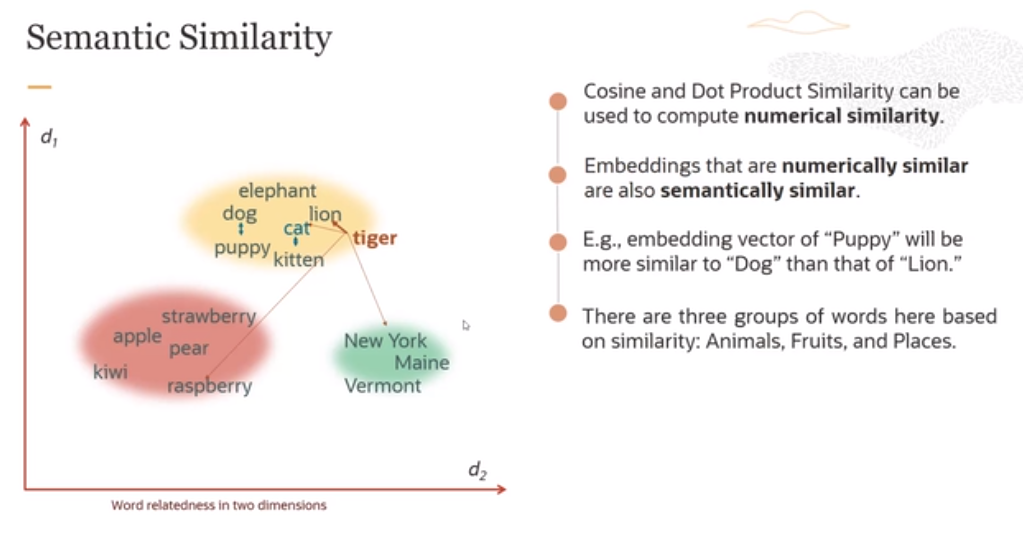 Semantic Similarity
d₁
elephant
dog
lion
cat
tiger
puppy
kitten
strawberry
apple
pear
kiwi
raspberry
New York
Maine
Vermont
d₂
Word relatedness in two dimensions
Cosine and Dot Product Similarity can be
used to compute numerical similarity.
Embeddings that are numerically similar
are also semantically similar.
E.g., embedding vector of “Puppy” will be
more similar to “Dog” than that of “Lion.”
There are three groups of words here based
on similarity: Animals, Fruits, and Places.